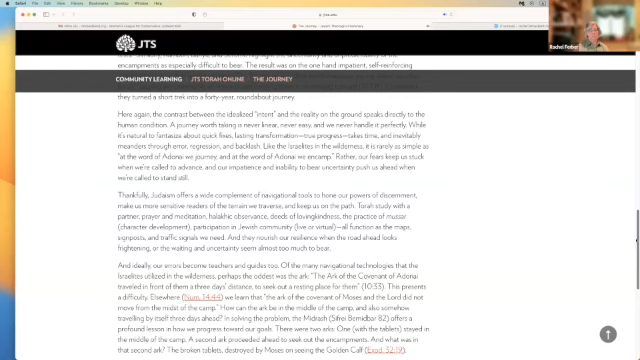 Safari File Edit View History Bookmarks Develop Window Help
jtsa.edu
Rachel
JTS
encampments as especially difficult to bear. The result was on the one hand impatient, self-reinforcing
COMMUNITY LEARNING | JTS TORAH ONLINE | THE JOURNEY
they turned a short trek into a forty-year, roundabout journey.
Here again, the contrast between the idealized "intent" and the reality on the ground speaks directly to the
human condition. A journey worth taking is never linear, never easy, and we never handle it perfectly. While
it's natural to fantasize about quick fixes, lasting transformation—true progress—takes time, and inevitably
meanders through error, regression, and backlash. Like the Israelites in the wilderness, it is rarely as simple as
"at the word of Adonai we journey, and at the word of Adonai we encamp." Rather, our fears keep us stuck
when we're called to advance, and our impatience and inability to bear uncertainty push us ahead when
we're called to stand still.
Thankfully, Judaism offers a wide complement of navigational tools to hone our powers of discernment,
make us more sensitive readers of the terrain we traverse, and keep us on the path. Torah study with a
partner, prayer and meditation, halakhic observance, deeds of lovingkindness, the practice of mussar
(character development), participation in Jewish community (live or virtual)—all function as the maps,
signposts, and traffic signals we need. And they nourish our resilience when the road ahead looks
frightening, or the waiting and uncertainty seem almost too much to bear.
And ideally, our errors become teachers and guides too. Of the many navigational technologies that the
Israelites utilized in the wilderness, perhaps the oddest was the ark: "The Ark of the Covenant of Adonai
traveled in front of them a three days' distance, to seek out a resting place for them" (10:33). This presents
a difficulty. Elsewhere (Num. 14:44) we learn that "the ark of the covenant of Moses and the Lord did not
move from the midst of the camp." How can the ark be in the middle of the camp, and also somehow
travelling by itself three days ahead? In solving the problem, the Midrash (Sifrei Bemidbar 82) offers a
profound lesson in how we progress toward our goals. There were two arks: One (with the tablets) stayed in
the middle of the camp. A second ark proceeded ahead to seek out the encampments. And what was in
that second ark? The broken tablets, destroyed by Moses on seeing the Golden Calf (Exod. 32:19).